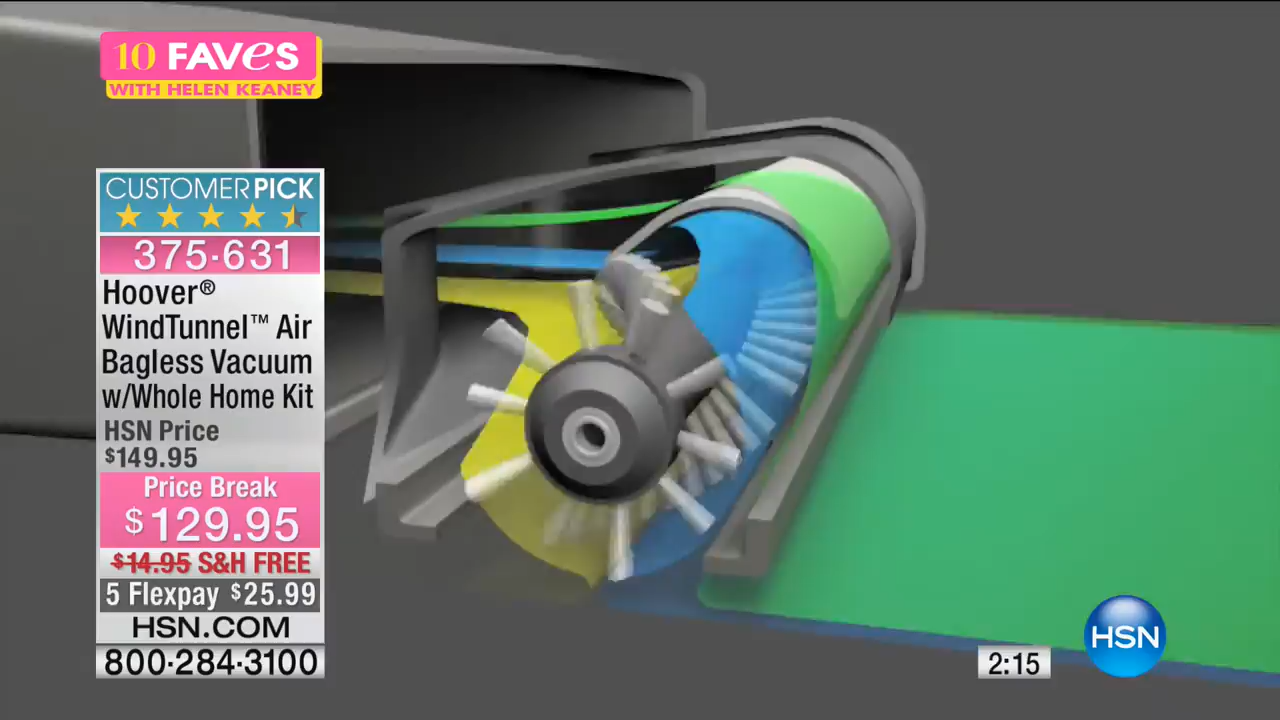 10 FAVeS
WITH HELEN KEANEY
CUSTOMERPICK
375-631
Hoover®
WindTunnel™ Air
Bagless Vacuum
w/Whole Home Kit
HSN Price
$149.95
Price Break
$129.95
$14.95 S&H FREE
5 Flexpay $25.99
HSN.COM
800-284-3100
2:15
HSN